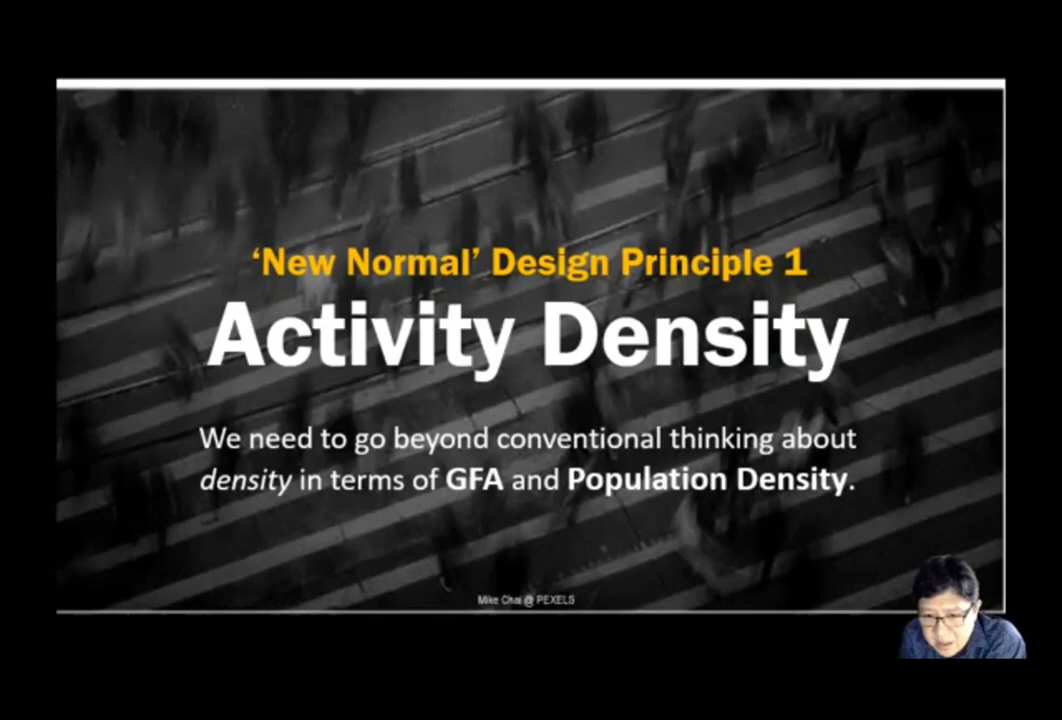 ‘New Normal’ Design Principle 1
Activity Density
We need to go beyond conventional thinking about
density in terms of GFA and Population Density.
Mike Chai @ PEXELS